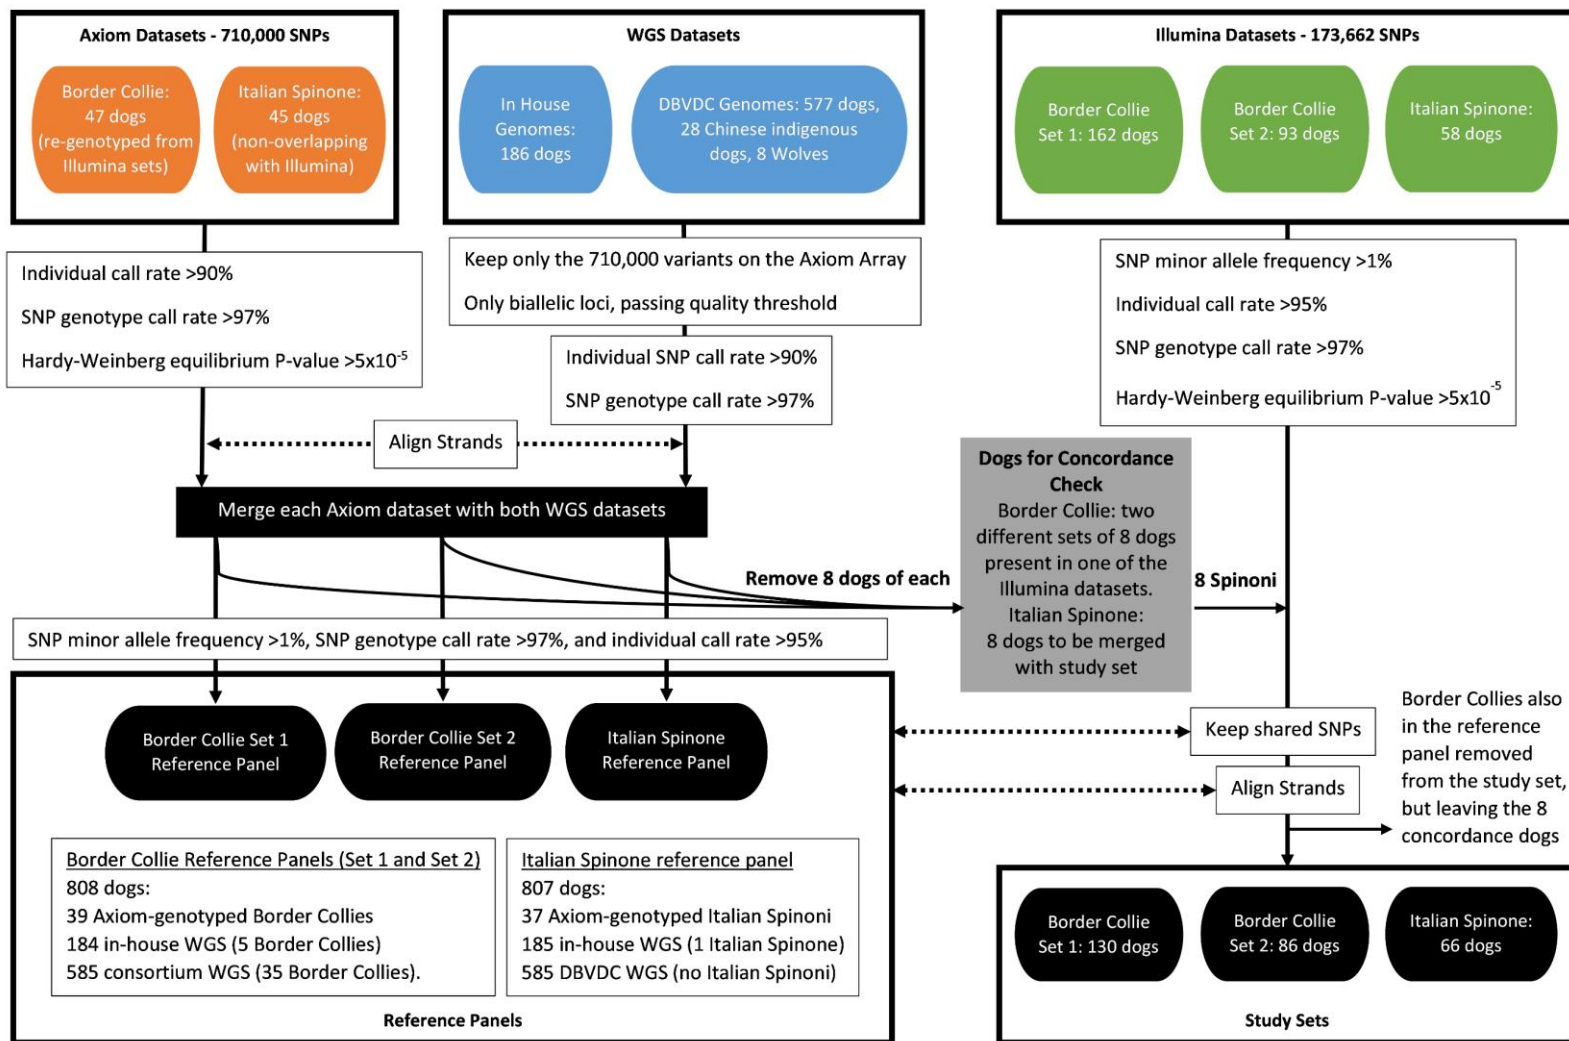 Axiom Datasets - 710,000 SNPs
Border Collie:
47 dogs
(re-genotyped from
Illumina sets)
Italian Spinone:
45 dogs
(non-overlapping
with Illumina)
WGS Datasets
In House
Genomes:
186 dogs
DBVDC Genomes: 577 dogs,
28 Chinese indigenous
dogs, 8 Wolves
Illumina Datasets - 173,662 SNPs
Border Collie
Set 1: 162 dogs
Border Collie
Set 2: 93 dogs
Italian Spinone:
58 dogs
Individual call rate >90%
SNP genotype call rate >97%
Hardy-Weinberg equilibrium P-value >5x10⁻⁵
Keep only the 710,000 variants on the Axiom Array
Only biallelic loci, passing quality threshold
Individual SNP call rate >90%
SNP genotype call rate >97%
SNP minor allele frequency >1%
Individual call rate >95%
SNP genotype call rate >97%
Hardy-Weinberg equilibrium P-value >5x10⁻⁵
Align Strands
Merge each Axiom dataset with both WGS datasets
Remove 8 dogs of each
Dogs for Concordance
Check
Border Collie: two
different sets of 8 dogs
present in one of the
Illumina datasets.
Italian Spinone:
8 dogs to be merged
with study set
8 Spinoni
SNP minor allele frequency >1%, SNP genotype call rate >97%, and individual call rate >95%
Border Collie Set 1
Reference Panel
Border Collie Set 2
Reference Panel
Italian Spinone
Reference Panel
Border Collie Reference Panels (Set 1 and Set 2)
808 dogs:
39 Axiom-genotyped Border Collies
184 in-house WGS (5 Border Collies)
585 consortium WGS (35 Border Collies).
Italian Spinone reference panel
807 dogs:
37 Axiom-genotyped Italian Spinoni
185 in-house WGS (1 Italian Spinone)
585 DBVDC WGS (no Italian Spinoni)
Reference Panels
Keep shared SNPs
Align Strands
Border Collies also
in the reference
panel removed
from the study set,
but leaving the 8
concordance dogs
Border Collie
Set 1: 130 dogs
Border Collie
Set 2: 86 dogs
Italian Spinone:
66 dogs
Study Sets